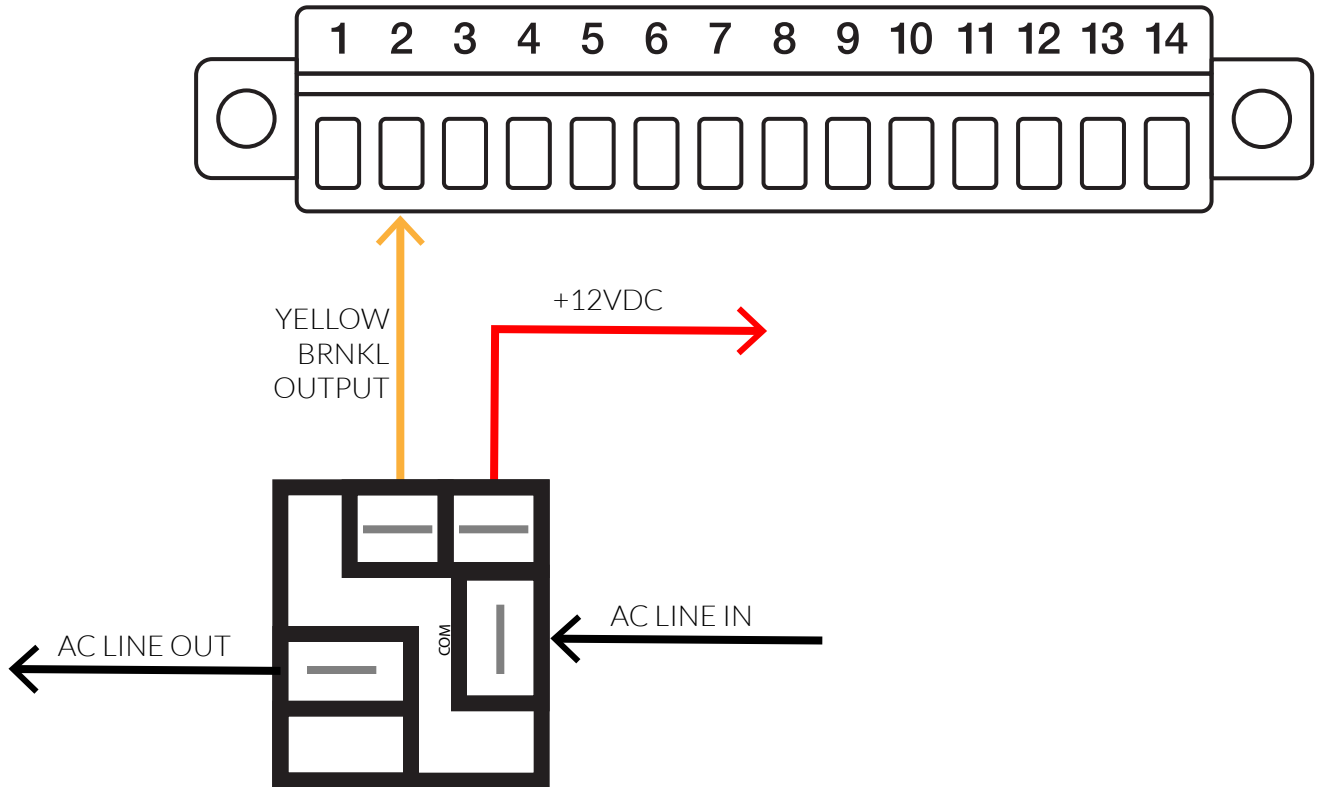 1 2 3 4 5 6 7 8 9 10 11 12 13 14
+12VDC
YELLOW
BRNKL
OUTPUT
AC LINE IN
COM
AC LINE OUT